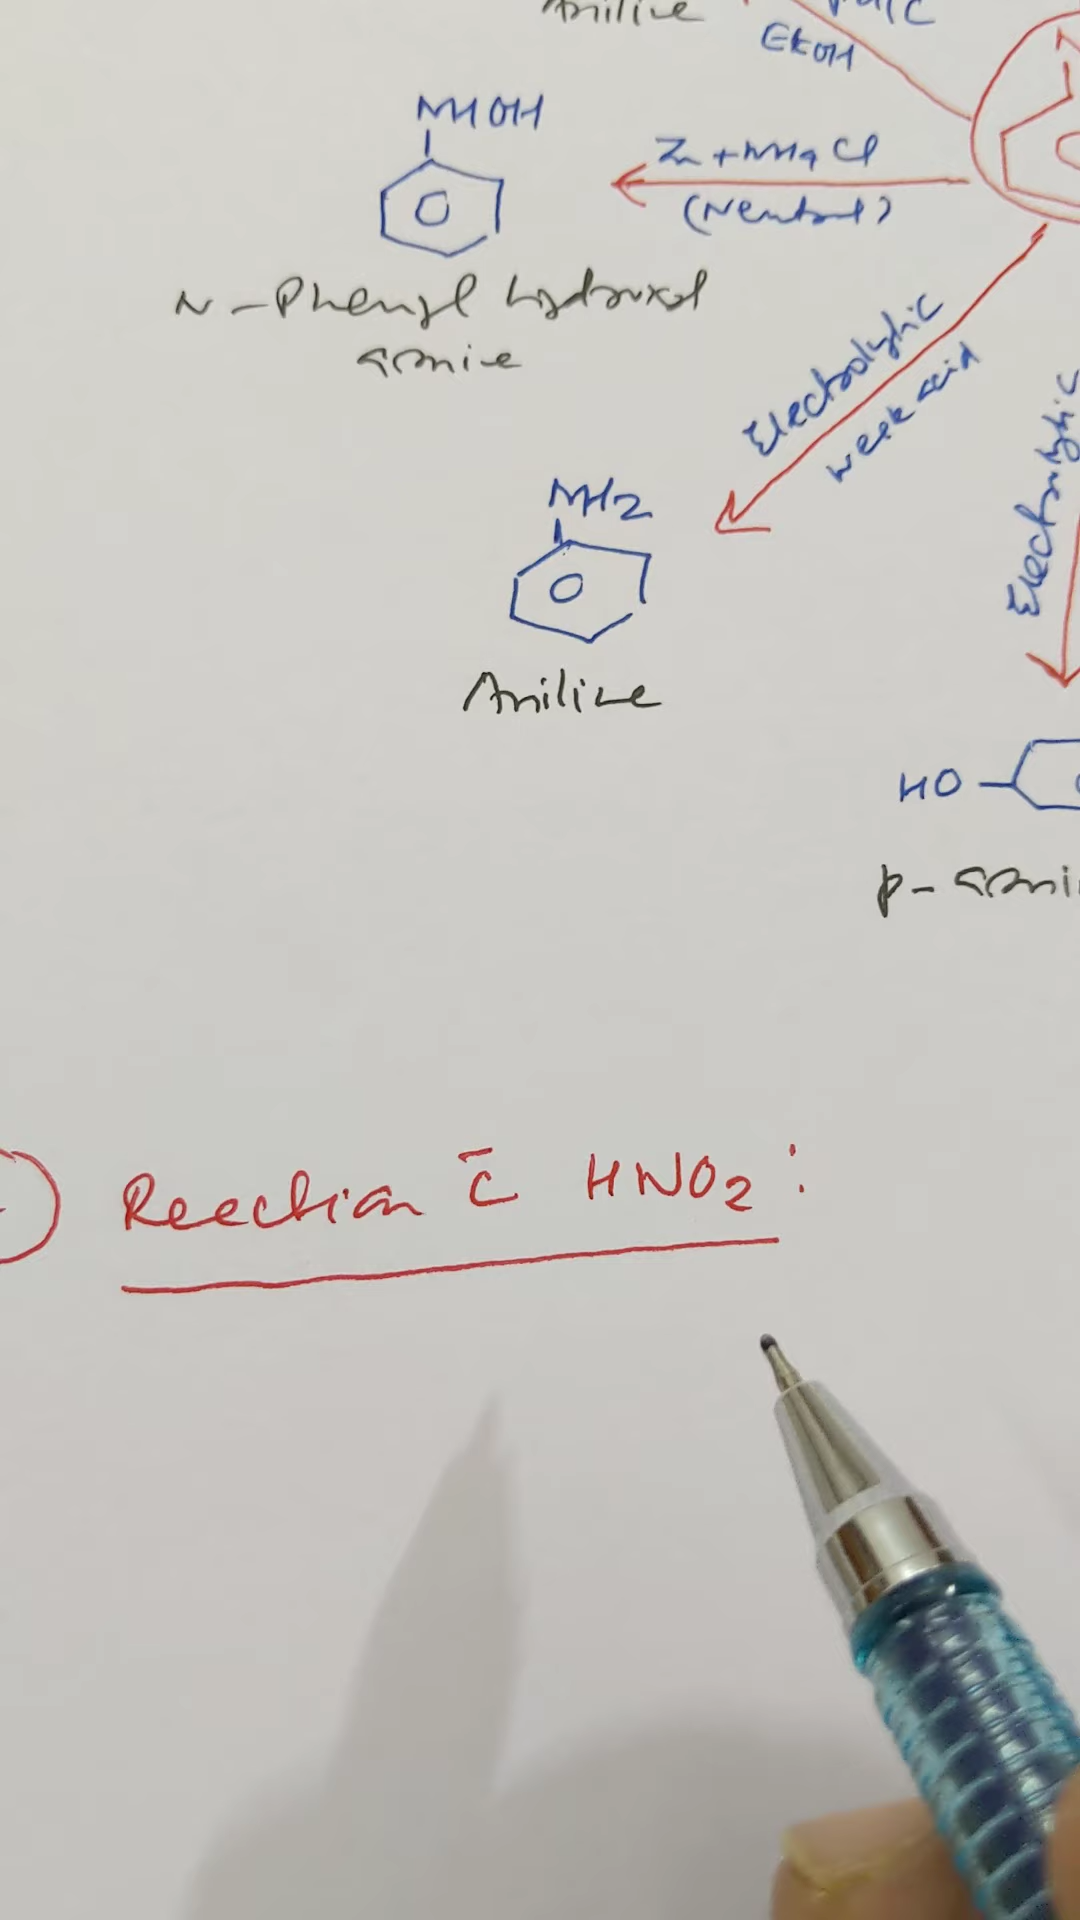 Aniline
EtOH
NHOH
Zn + NH4Cl
(Neutral)
N-Phenyl hydroxyl
amine
Electrolytic
weak acid
NH2
Electrolytic
Aniline
HO
p-ami
Reaction c̄ HNO2: